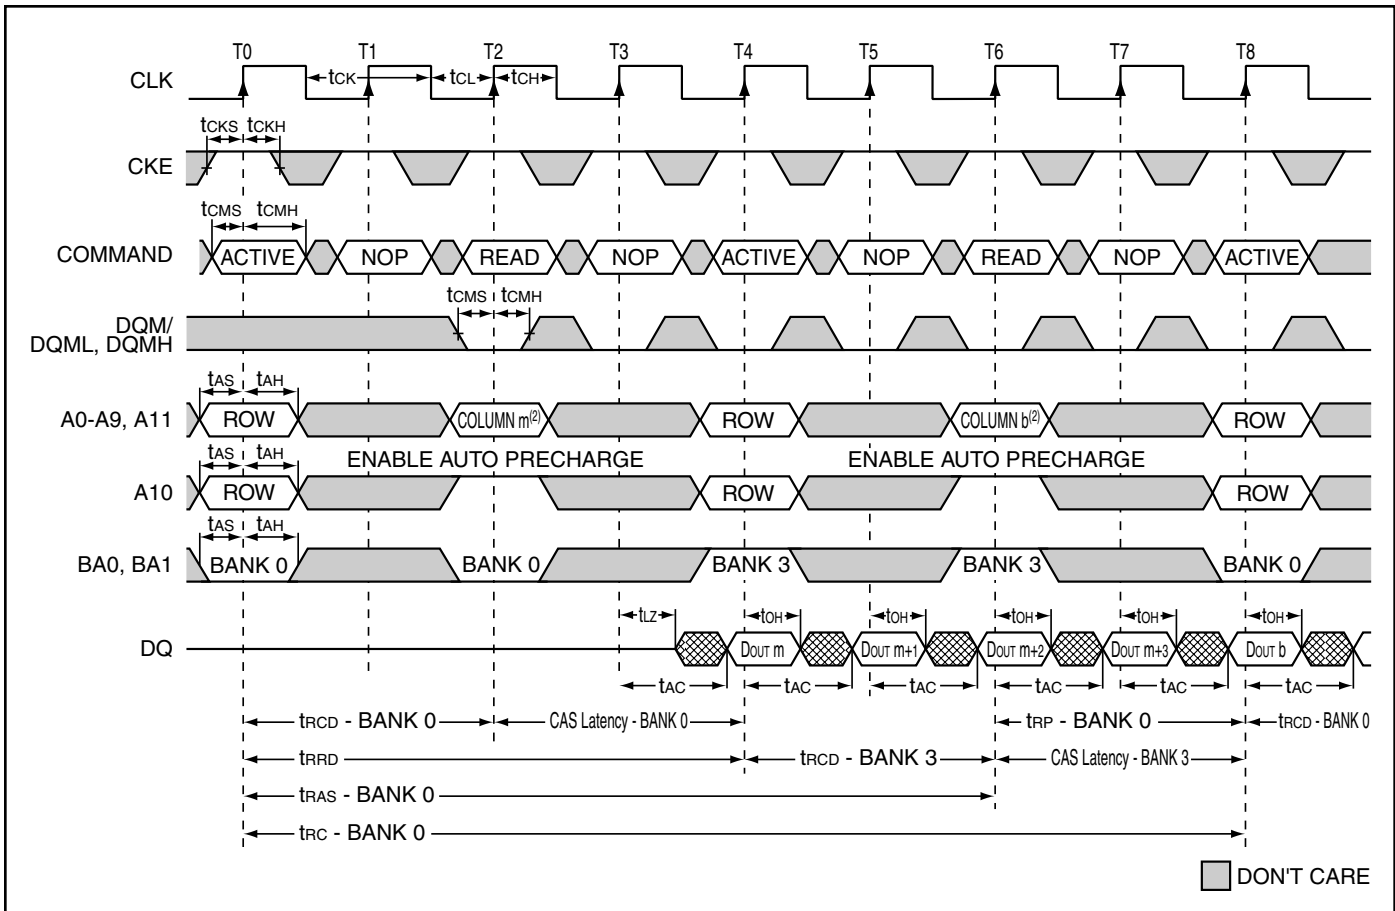 T0 T1 T2 T3 T4 T5 T6 T7 T8
CLK tCK tCL tCH
tCKS tCKH
CKE
tCMS tCMH
COMMAND ACTIVE NOP READ NOP ACTIVE NOP READ NOP ACTIVE
tCMS tCMH
DQM/
DQML, DQMH
tAS tAH
A0-A9, A11 ROW COLUMN m(2) ROW COLUMN b(2) ROW
tAS tAH ENABLE AUTO PRECHARGE ENABLE AUTO PRECHARGE
A10 ROW ROW ROW
tAS tAH
BA0, BA1 BANK 0 BANK 0 BANK 3 BANK 3 BANK 0
tLZ tOH tOH tOH tOH tOH
DQ DOUT m DOUT m+1 DOUT m+2 DOUT m+3 DOUT b
tAC tAC tAC tAC tAC tAC
tRCD - BANK 0 CAS Latency - BANK 0 tRP - BANK 0 tRCD - BANK 0
tRRD tRCD - BANK 3 CAS Latency - BANK 3
tRAS - BANK 0
tRC - BANK 0
DON'T CARE